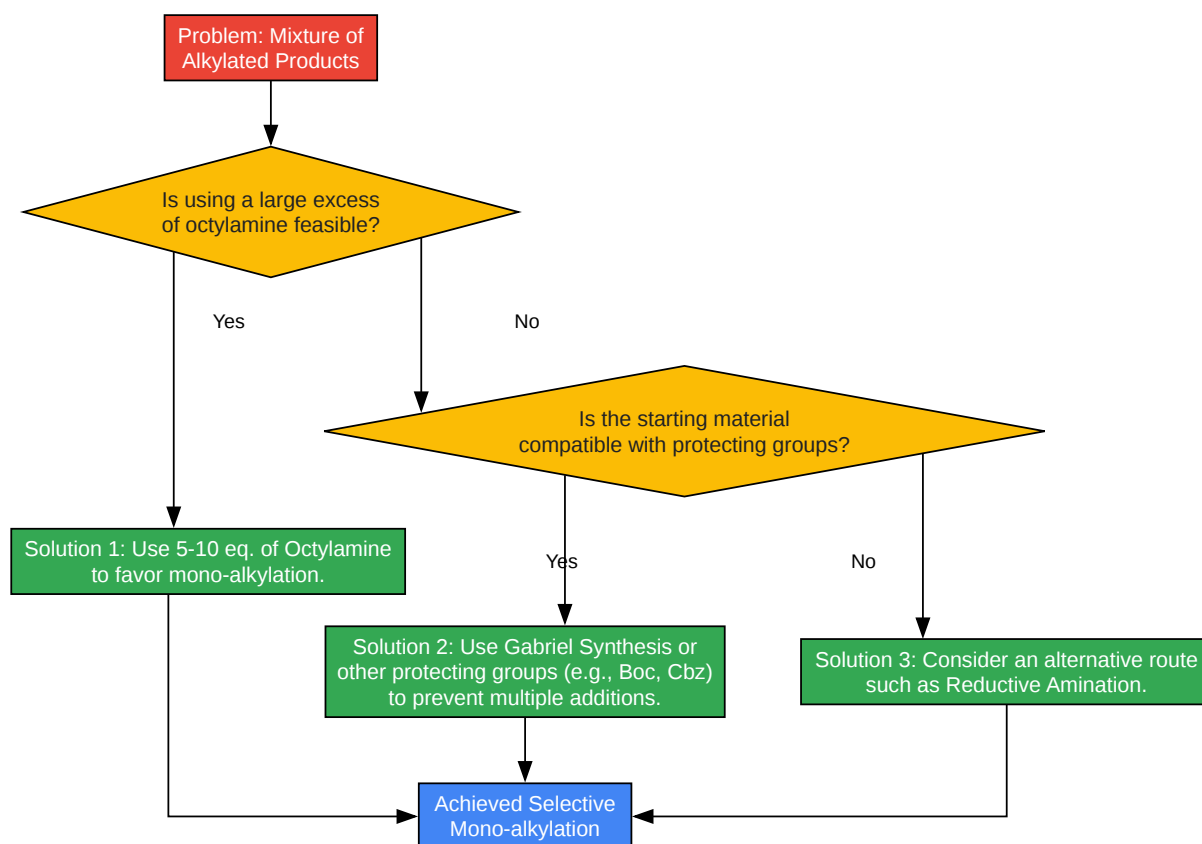 Problem: Mixture of
Alkylated Products
Is using a large excess
of octylamine feasible?
Yes
No
Is the starting material
compatible with protecting groups?
Solution 1: Use 5-10 eq. of Octylamine
to favor mono-alkylation.
Yes
No
Solution 2: Use Gabriel Synthesis or
other protecting groups (e.g., Boc, Cbz)
to prevent multiple additions.
Solution 3: Consider an alternative route
such as Reductive Amination.
Achieved Selective
Mono-alkylation